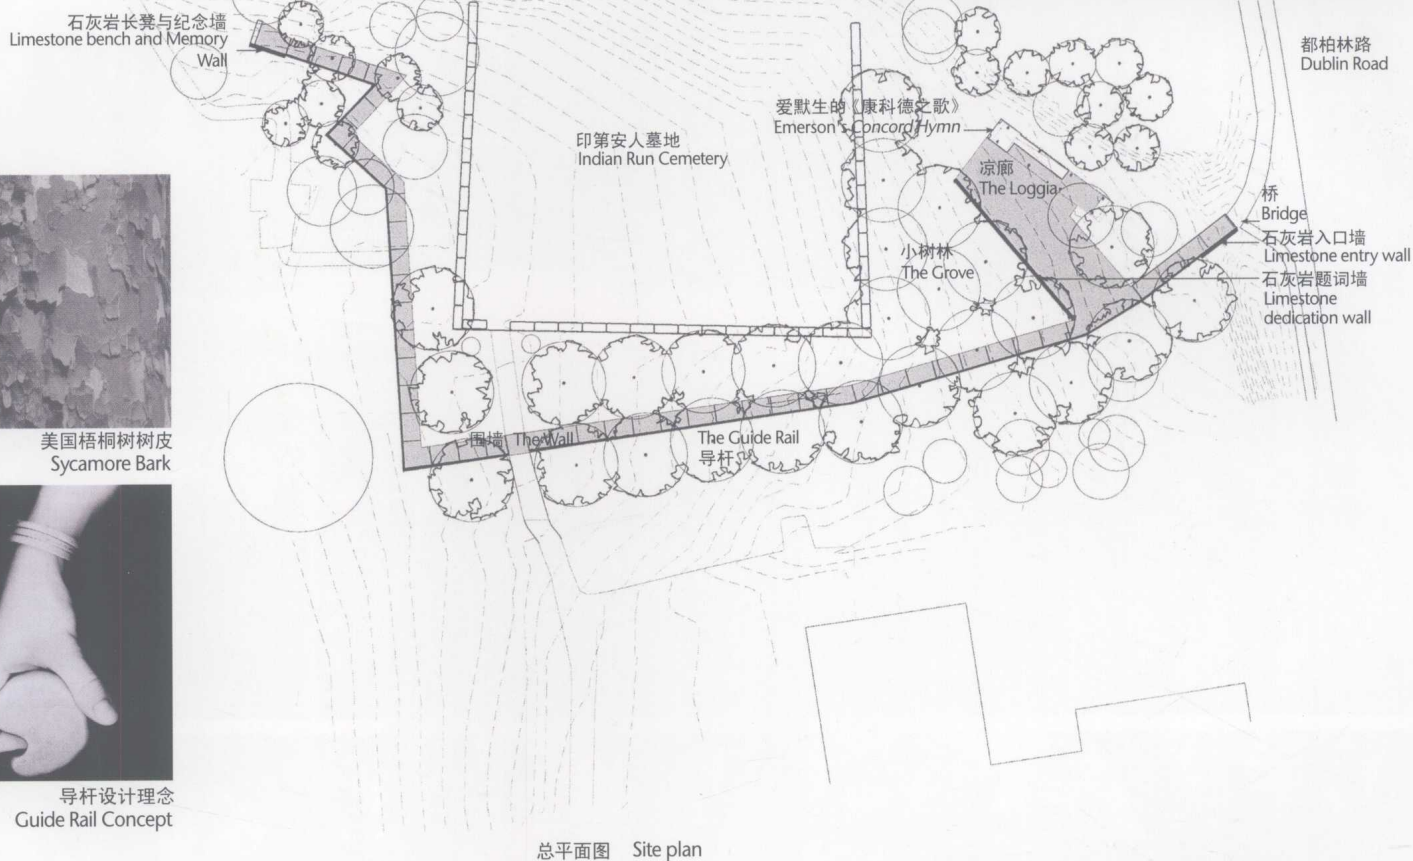 石灰岩长凳与纪念墙
Limestone bench and Memory
Wall
印第安人墓地
Indian Run Cemetery
爱默生的《康科德之歌》
Emerson's Concord Hymn
凉廊
The Loggia
都柏林路
Dublin Road
桥
Bridge
石灰岩入口墙
Limestone entry wall
石灰岩题词墙
Limestone
dedication wall
小树林
The Grove
围墙 The Wall
The Guide Rail
导杆
美国梧桐树树皮
Sycamore Bark
导杆设计理念
Guide Rail Concept
总平面图 Site plan